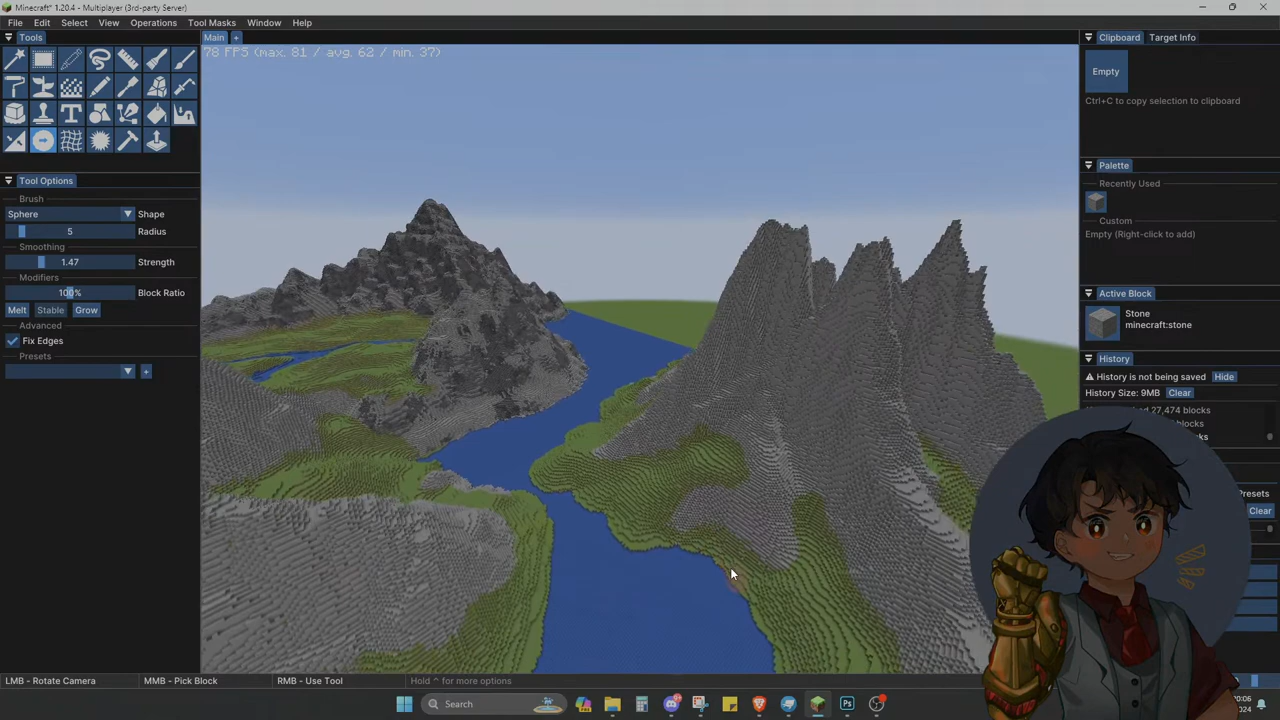 Minecraft* 1.20.4 - Multiplayer (3rd-party Server)
File Edit Select View Operations Tool Masks Window Help
Tools
Main +
78 FPS (max. 81 / avg. 62 / min. 37)
Tool Options
Brush
Sphere Shape
5 Radius
Smoothing
1.47 Strength
Modifiers
100% Block Ratio
Melt Stable Grow
Advanced
Fix Edges
Presets
+
Clipboard Target Info
Empty
Ctrl+C to copy selection to clipboard
Palette
Recently Used
Custom
Empty (Right-click to add)
Active Block
Stone
minecraft:stone
History
History is not being saved Hide
History Size: 9MB Clear
27,474 blocks
blocks
ks
Presets
Clear
LMB - Rotate Camera MMB - Pick Block RMB - Use Tool Hold ^ for more options
Search